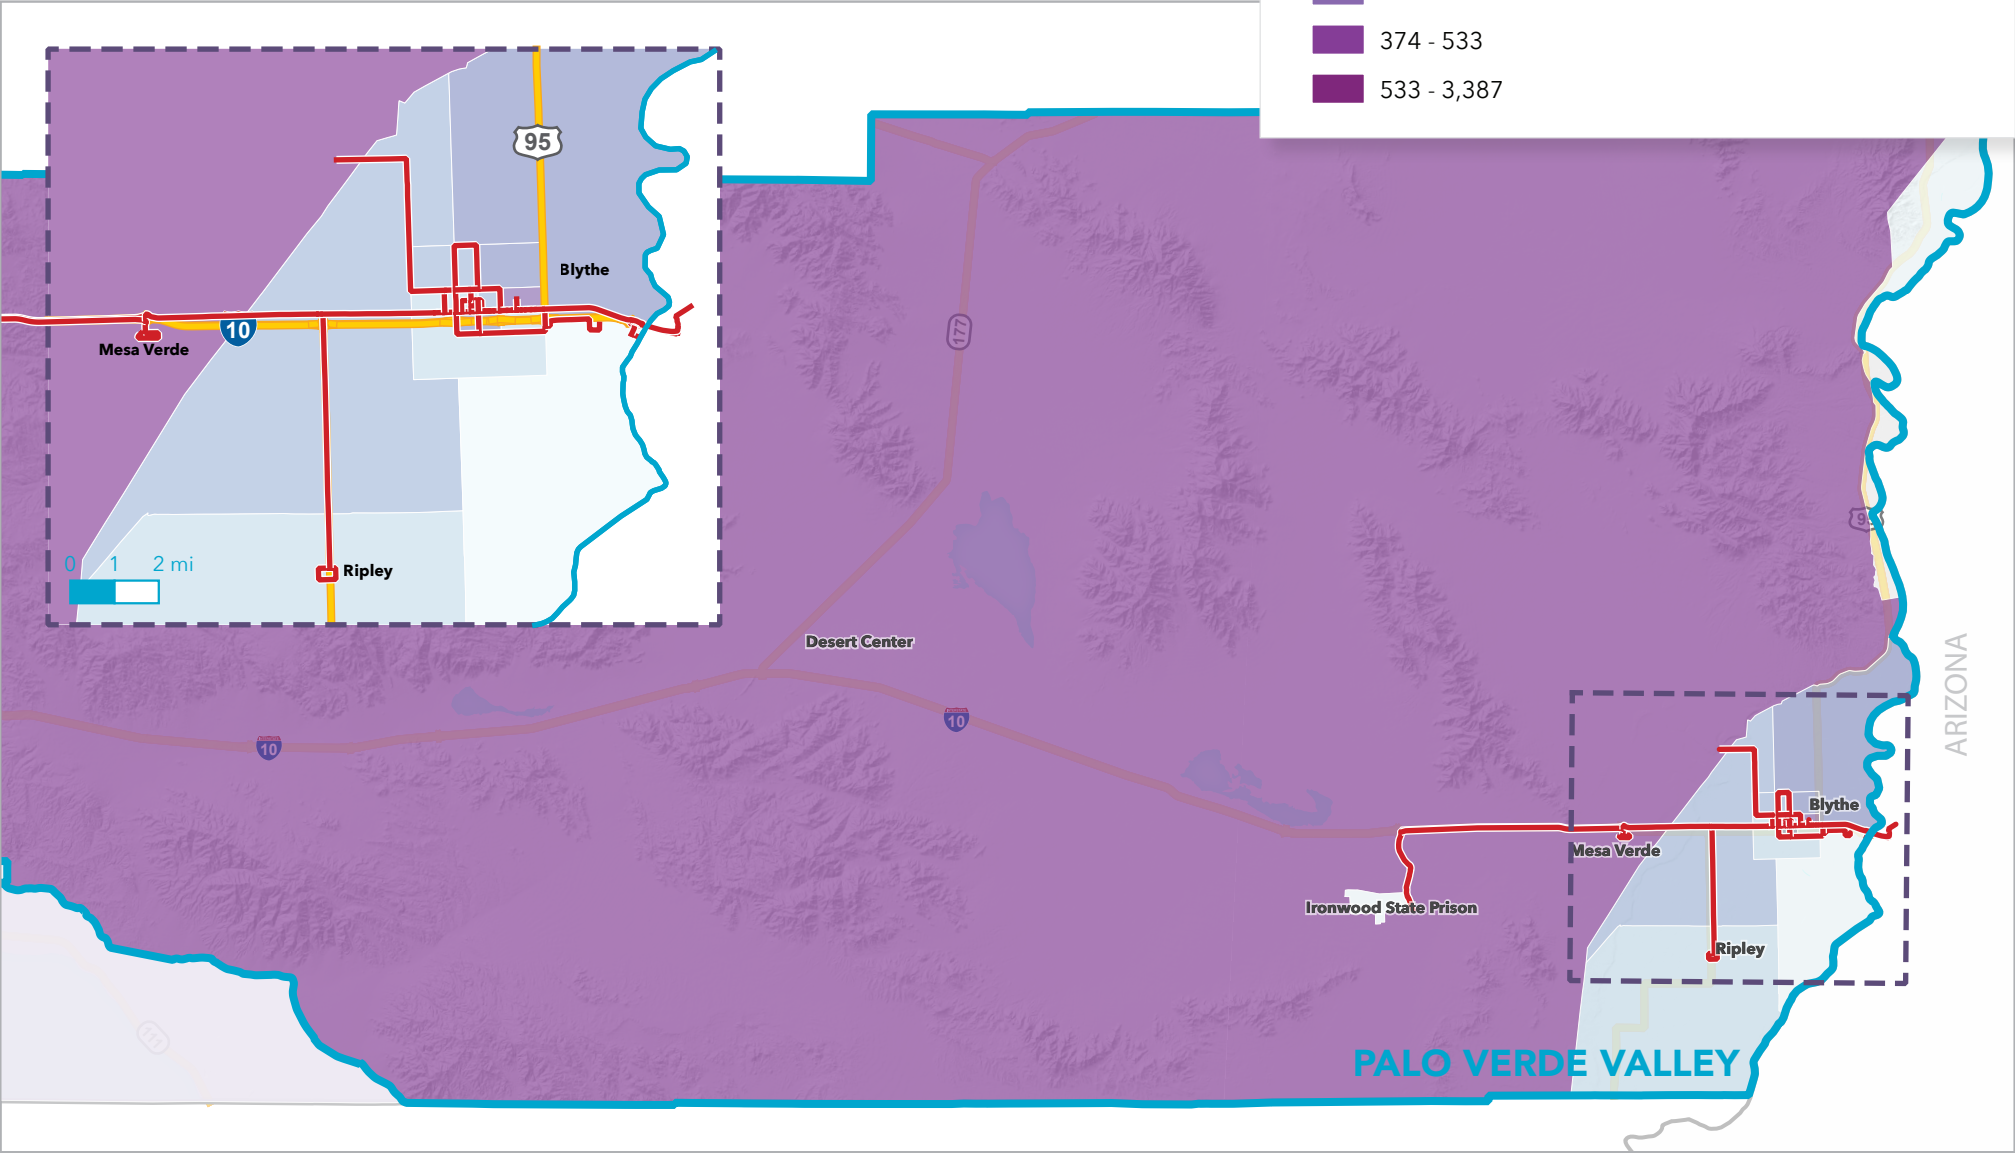 374 - 533
533 - 3,387
95
Blythe
10
Mesa Verde
0 1 2 mi
Ripley
177
Desert Center
10
10
ARIZONA
Blythe
Mesa Verde
Ironwood State Prison
Ripley
111
PALO VERDE VALLEY